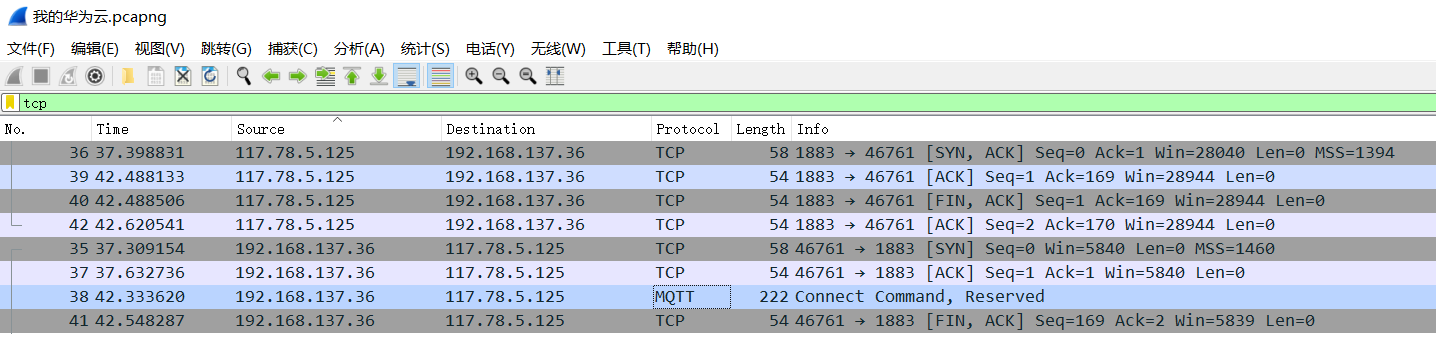 我的华为云.pcapng
文件(F) 编辑(E) 视图(V) 跳转(G) 捕获(C) 分析(A) 统计(S) 电话(Y) 无线(W) 工具(T) 帮助(H)
tcp
No. Time Source Destination Protocol Length Info
36 37.398831 117.78.5.125 192.168.137.36 TCP 58 1883 → 46761 [SYN, ACK] Seq=0 Ack=1 Win=28040 Len=0 MSS=1394
39 42.488133 117.78.5.125 192.168.137.36 TCP 54 1883 → 46761 [ACK] Seq=1 Ack=169 Win=28944 Len=0
40 42.488506 117.78.5.125 192.168.137.36 TCP 54 1883 → 46761 [FIN, ACK] Seq=1 Ack=169 Win=28944 Len=0
42 42.620541 117.78.5.125 192.168.137.36 TCP 54 1883 → 46761 [ACK] Seq=2 Ack=170 Win=28944 Len=0
35 37.309154 192.168.137.36 117.78.5.125 TCP 58 46761 → 1883 [SYN] Seq=0 Win=5840 Len=0 MSS=1460
37 37.632736 192.168.137.36 117.78.5.125 TCP 54 46761 → 1883 [ACK] Seq=1 Ack=1 Win=5840 Len=0
38 42.333620 192.168.137.36 117.78.5.125 MQTT 222 Connect Command, Reserved
41 42.548287 192.168.137.36 117.78.5.125 TCP 54 46761 → 1883 [FIN, ACK] Seq=169 Ack=2 Win=5839 Len=0